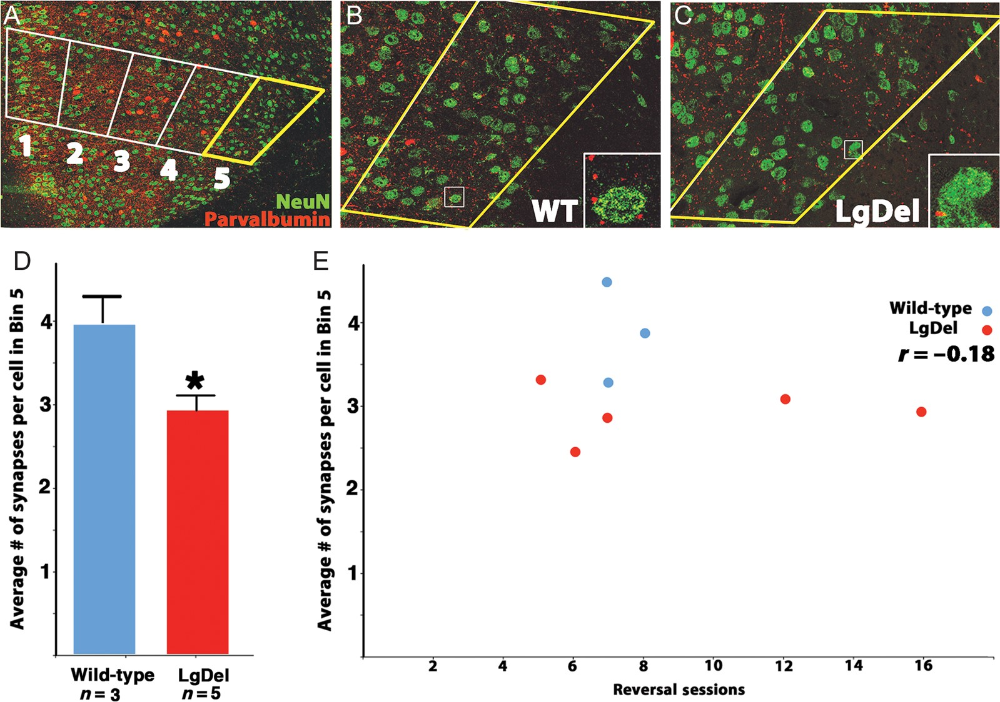 A
1
2
3
4
5
NeuN
Parvalbumin
B
WT
C
LgDel
D
Average # of synapses per cell in Bin 5
4
3
2
1
Wild-type
n = 3
LgDel
n = 5
E
Average # of synapses per cell in Bin 5
4
3
2
1
Wild-type
LgDel
r = −0.18
2 4 6 8 10 12 14 16
Reversal sessions